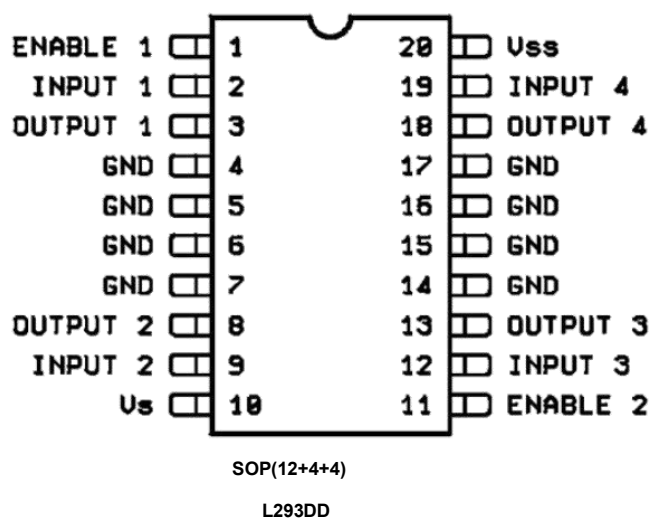 ENABLE 1 1 20 Vss
INPUT 1 2 19 INPUT 4
OUTPUT 1 3 18 OUTPUT 4
GND 4 17 GND
GND 5 16 GND
GND 6 15 GND
GND 7 14 GND
OUTPUT 2 8 13 OUTPUT 3
INPUT 2 9 12 INPUT 3
Vs 10 11 ENABLE 2
SOP(12+4+4)
L293DD